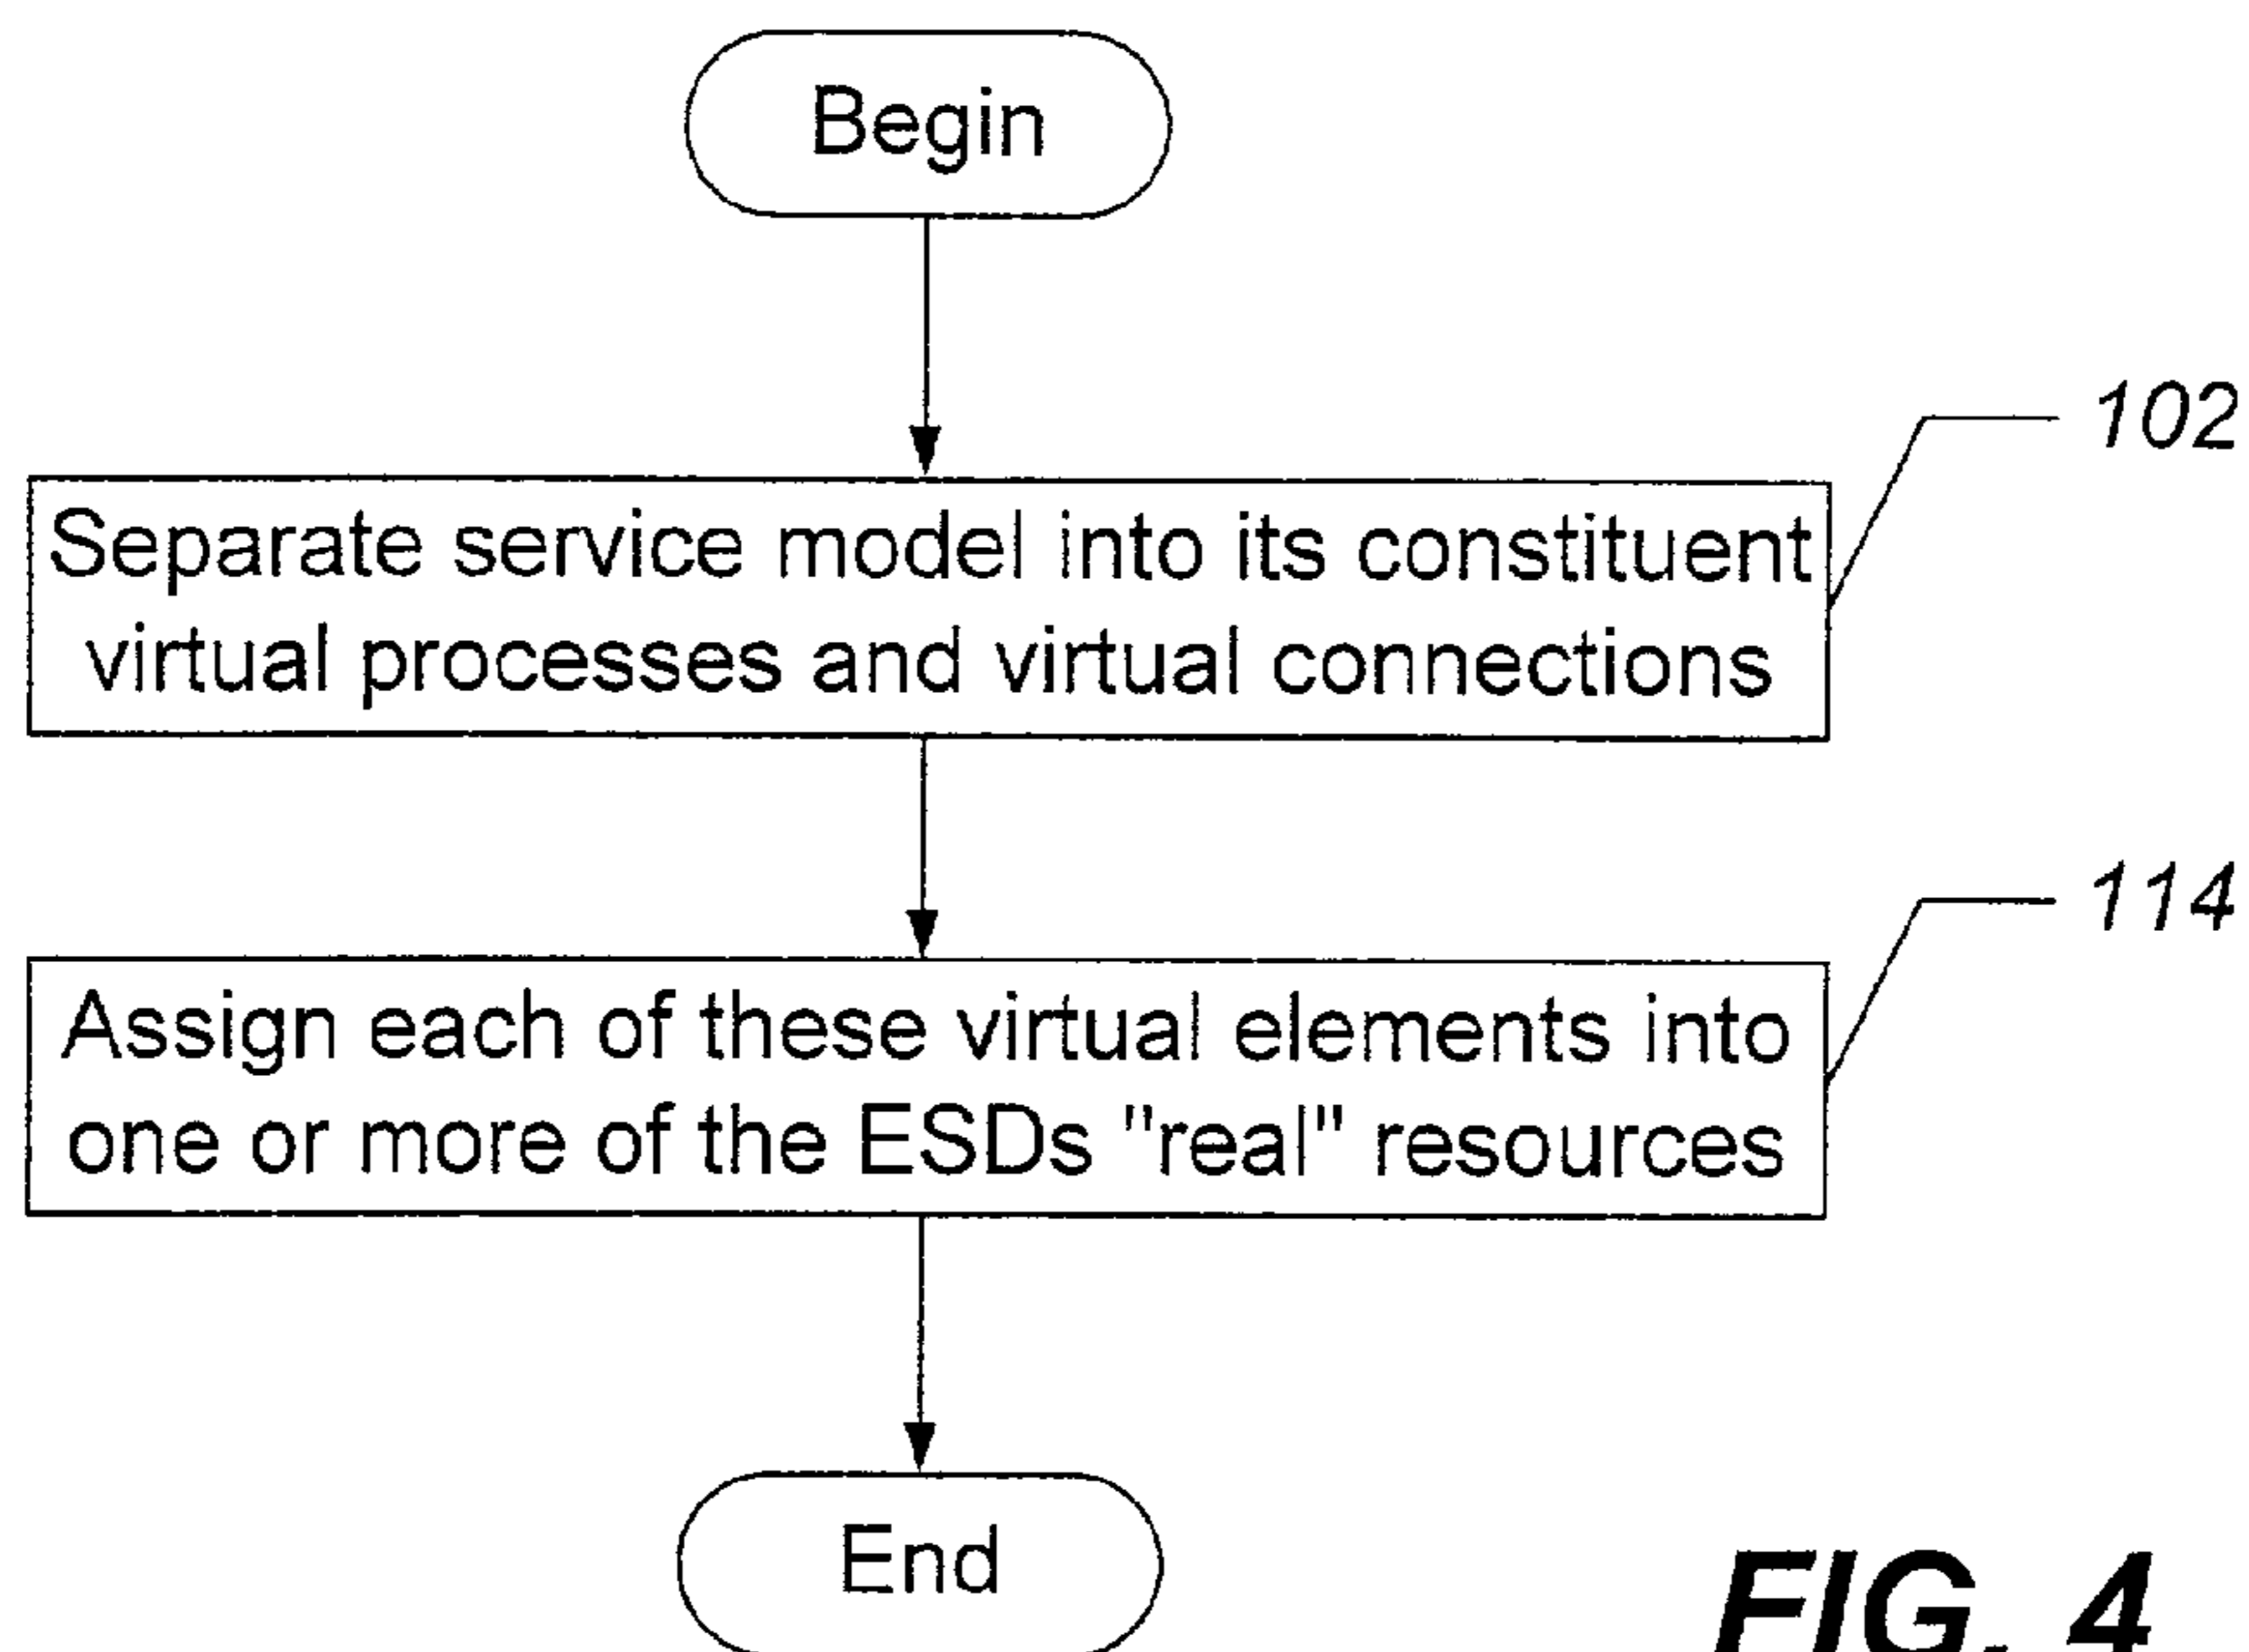 Begin
102
Separate service model into its constituent
virtual processes and virtual connections
114
Assign each of these virtual elements into
one or more of the ESDs "real" resources
End
FIG. 4